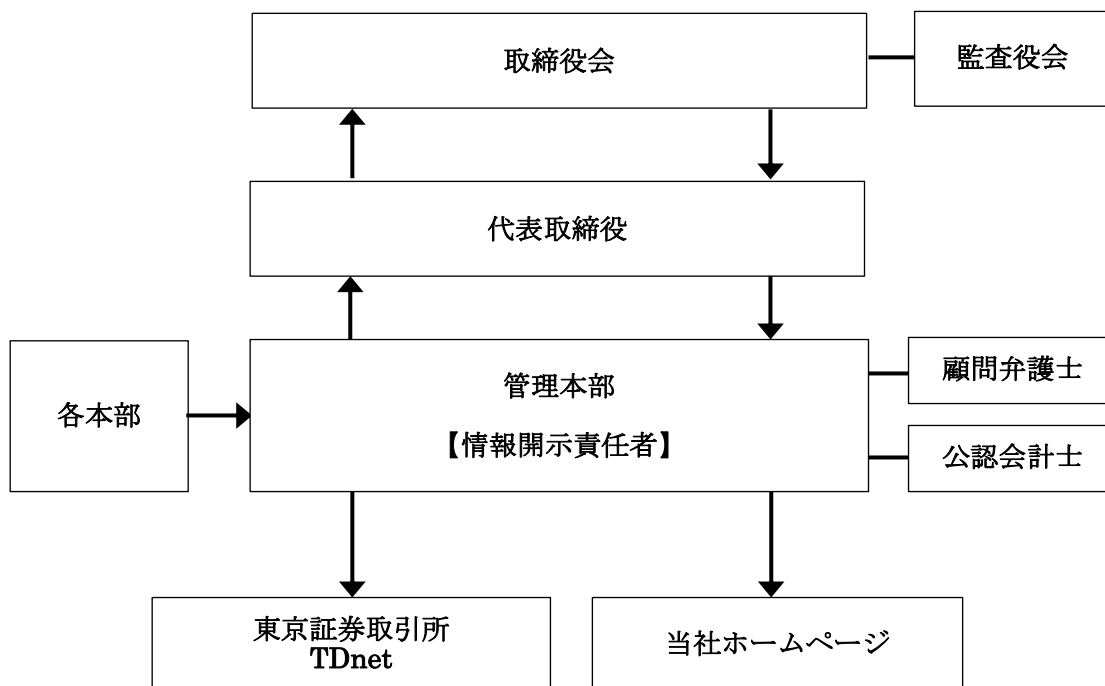 取締役会
監査役会
代表取締役
各本部
管理本部
【情報開示責任者】
顧問弁護士
公認会計士
東京証券取引所
TDnet
当社ホームページ